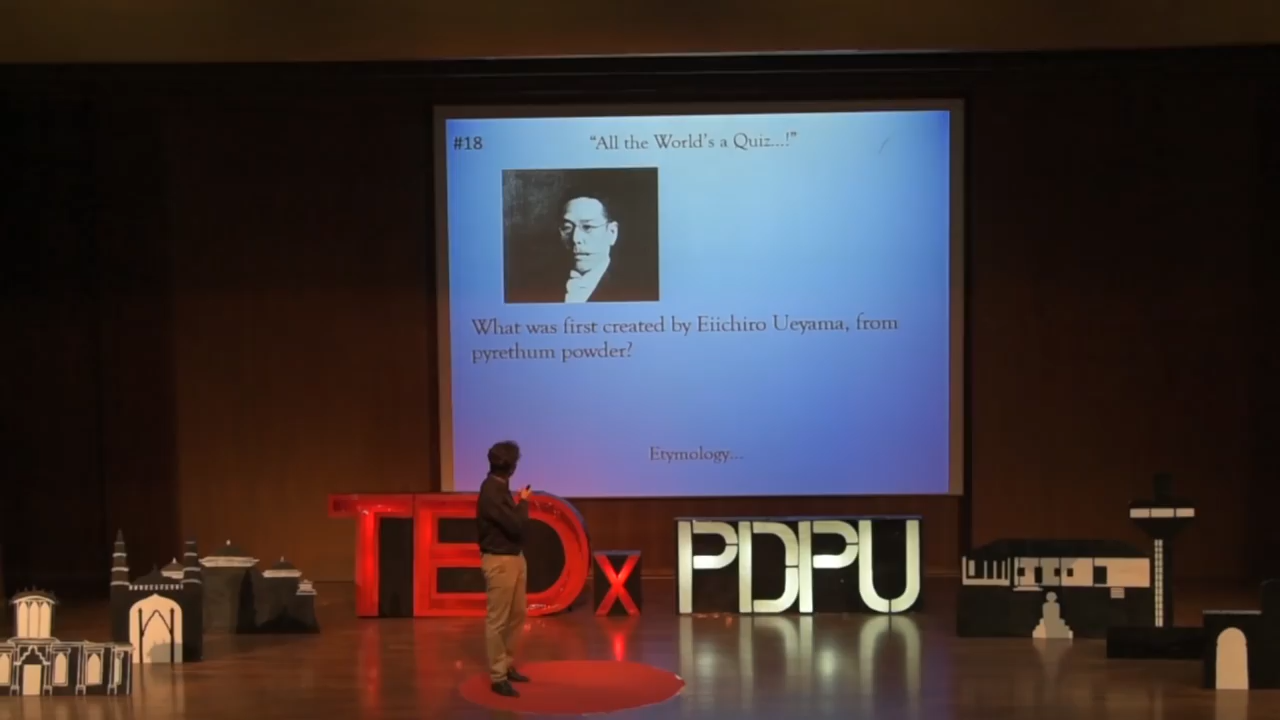 #18
“All the World's a Quiz...!”
What was first created by Eiichiro Ueyama, from
pyrethum powder?
Etymology...
TEDx PDPU